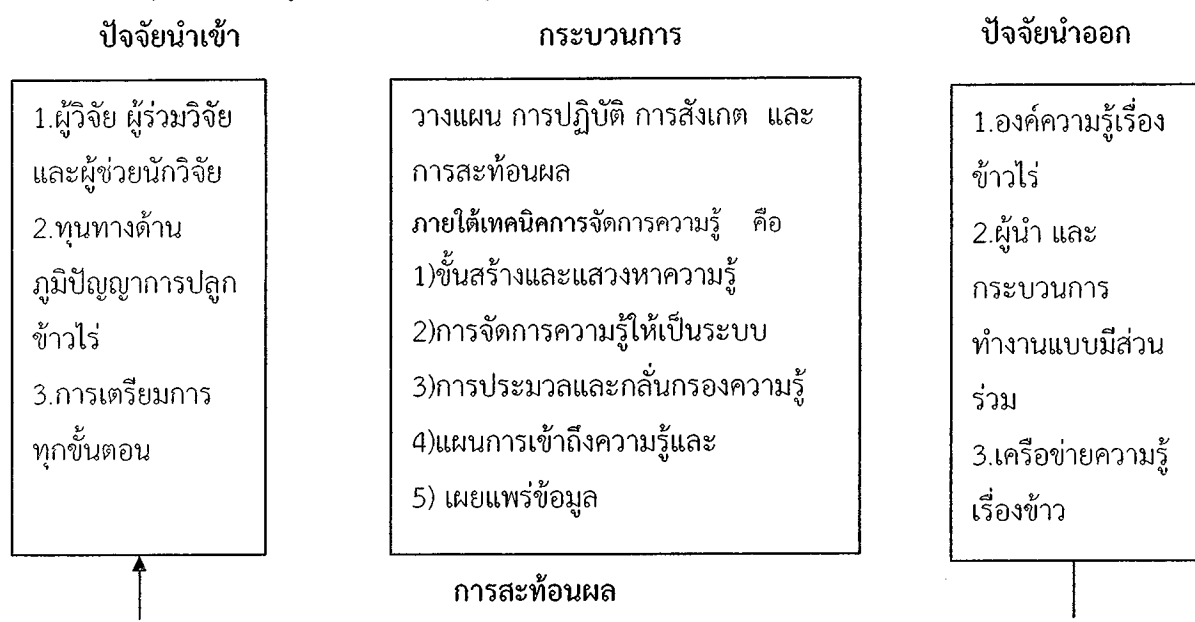 ปัจจัยนำเข้า
1.ผู้วิจัย ผู้ร่วมวิจัย
และผู้ช่วยนักวิจัย
2.ทุนทางด้าน
ภูมิปัญญาการปลูก
ข้าวไร่
3.การเตรียมการ
ทุกขั้นตอน
กระบวนการ
วางแผน การปฏิบัติ การสังเกต และ
การสะท้อนผล
ภายใต้เทคนิคการจัดการความรู้ คือ
1)ขั้นสร้างและแสวงหาความรู้
2)การจัดการความรู้ให้เป็นระบบ
3)การประมวลและกลั่นกรองความรู้
4)แผนการเข้าถึงความรู้และ
5) เผยแพร่ข้อมูล
ปัจจัยนำออก
1.องค์ความรู้เรื่อง
ข้าวไร่
2.ผู้นำ และ
กระบวนการ
ทำงานแบบมีส่วน
ร่วม
3.เครือข่ายความรู้
เรื่องข้าว
การสะท้อนผล